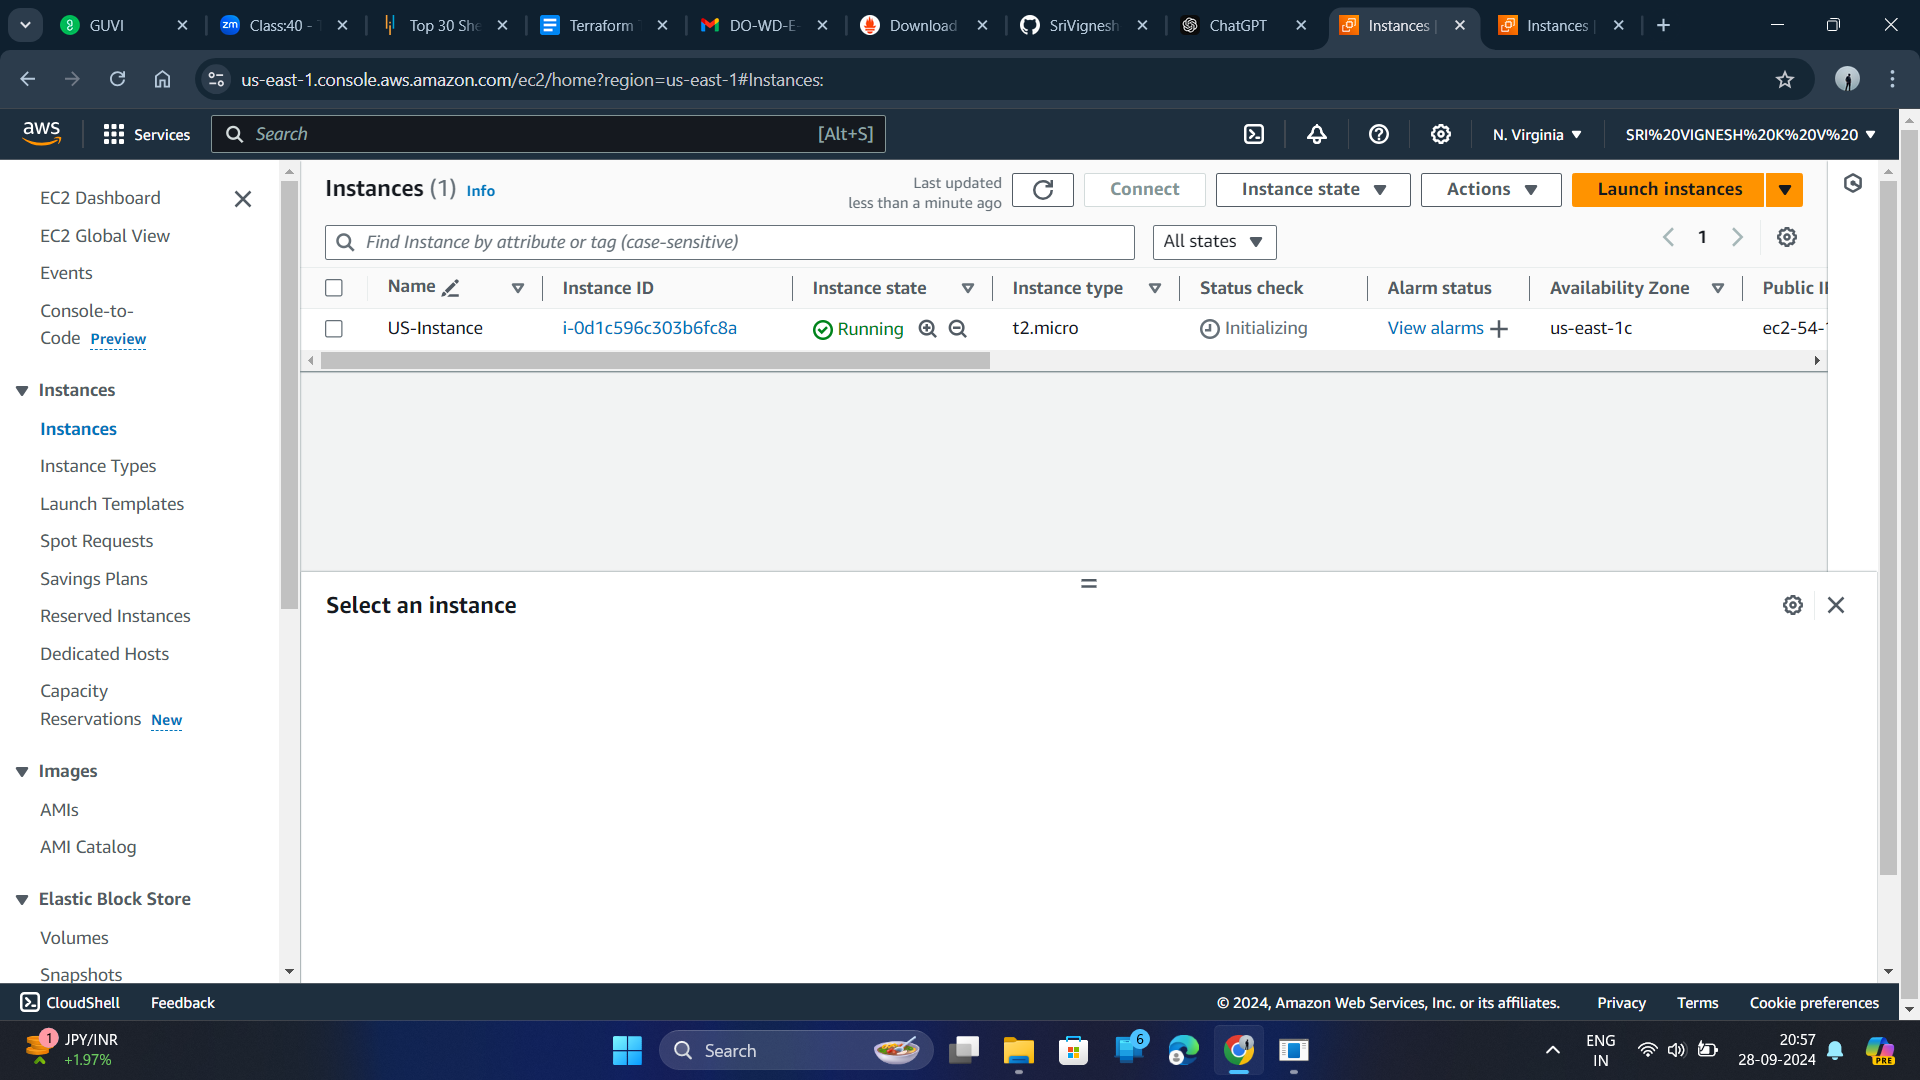 GUVI
Class:40 -
Top 30 She
Terraform
DO-WD-E-
Download
SriVignesh
ChatGPT
Instances |
Instances |
us-east-1.console.aws.amazon.com/ec2/home?region=us-east-1#Instances:
aws
Services
Search
[Alt+S]
N. Virginia
SRI%20VIGNESH%20K%20V%20
EC2 Dashboard
EC2 Global View
Events
Console-to-
Code Preview
Instances
Instances
Instance Types
Launch Templates
Spot Requests
Savings Plans
Reserved Instances
Dedicated Hosts
Capacity
Reservations New
Images
AMIs
AMI Catalog
Elastic Block Store
Volumes
Snapshots
Instances (1) Info
Last updated
less than a minute ago
Connect
Instance state
Actions
Launch instances
Find Instance by attribute or tag (case-sensitive)
All states
1
Name
Instance ID
Instance state
Instance type
Status check
Alarm status
Availability Zone
Public
US-Instance
i-0d1c596c303b6fc8a
Running
t2.micro
Initializing
View alarms +
us-east-1c
ec2-54-
Select an instance
CloudShell
Feedback
© 2024, Amazon Web Services, Inc. or its affiliates.
Privacy
Terms
Cookie preferences
1
JPY/INR
+1.97%
Search
6
ENG
IN
20:57
28-09-2024
PRE